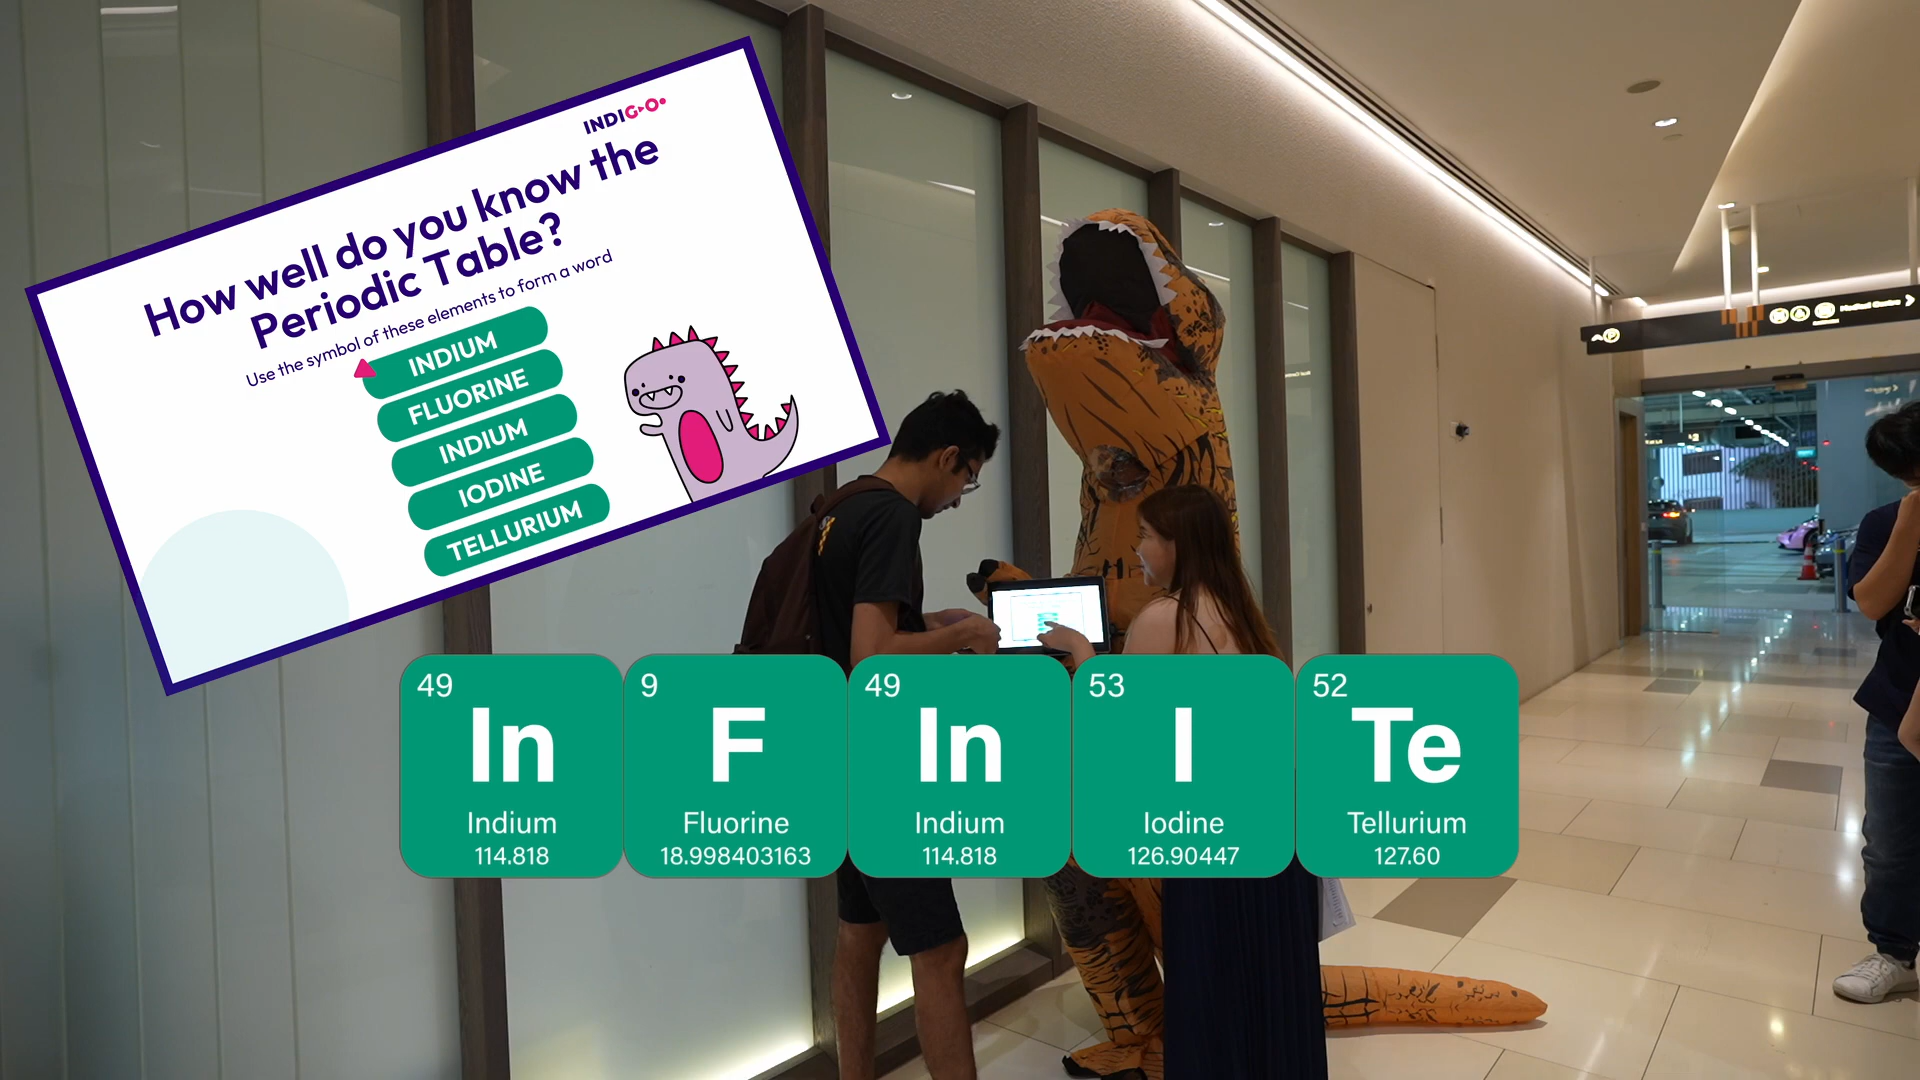 INDIGO
How well do you know the
Periodic Table?
Use the symbol of these elements to form a word
INDIUM
FLUORINE
INDIUM
IODINE
TELLURIUM
P
Medical Centre
49
In
Indium
114.818
9
F
Fluorine
18.998403163
49
In
Indium
114.818
53
I
Iodine
126.90447
52
Te
Tellurium
127.60